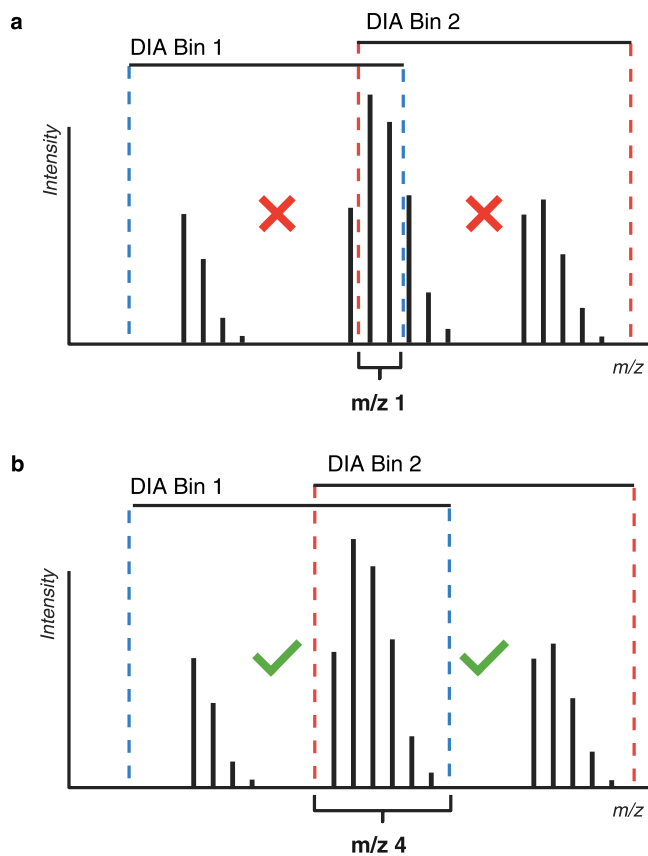 a
DIA Bin 2
DIA Bin 1
Intensity
m/z
m/z 1
b
DIA Bin 2
DIA Bin 1
Intensity
m/z
m/z 4